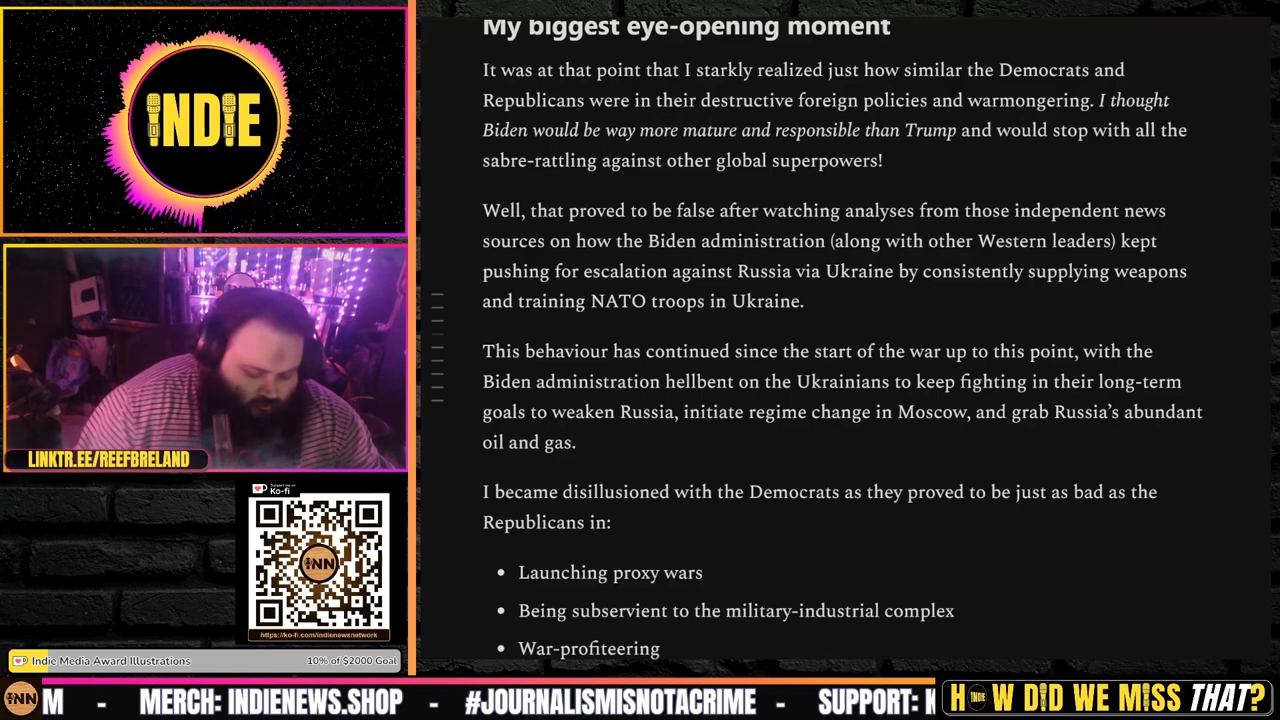 INDIE
LINKTR.EE/REEFBRELAND
Support me on
Ko-fi
INN
https://ko-fi.com/indienewsnetwork
Indie Media Award Illustrations
10% of $2000 Goal
My biggest eye-opening moment
It was at that point that I starkly realized just how similar the Democrats and
Republicans were in their destructive foreign policies and warmongering. I thought
Biden would be way more mature and responsible than Trump and would stop with all the
sabre-rattling against other global superpowers!
Well, that proved to be false after watching analyses from those independent news
sources on how the Biden administration (along with other Western leaders) kept
pushing for escalation against Russia via Ukraine by consistently supplying weapons
and training NATO troops in Ukraine.
This behaviour has continued since the start of the war up to this point, with the
Biden administration hellbent on the Ukrainians to keep fighting in their long-term
goals to weaken Russia, initiate regime change in Moscow, and grab Russia’s abundant
oil and gas.
I became disillusioned with the Democrats as they proved to be just as bad as the
Republicans in:
• Launching proxy wars
• Being subservient to the military-industrial complex
• War-profiteering
INN
M - MERCH: INDIENEWS.SHOP - #JOURNALISMISNOTACRIME - SUPPORT: K
HOW DID WE MISS THAT?